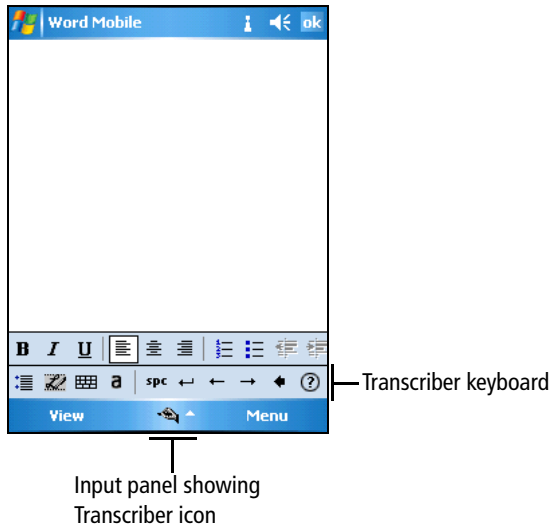 Word Mobile ok
B I U
a spc
Transcriber keyboard
View Menu
Input panel showing
Transcriber icon